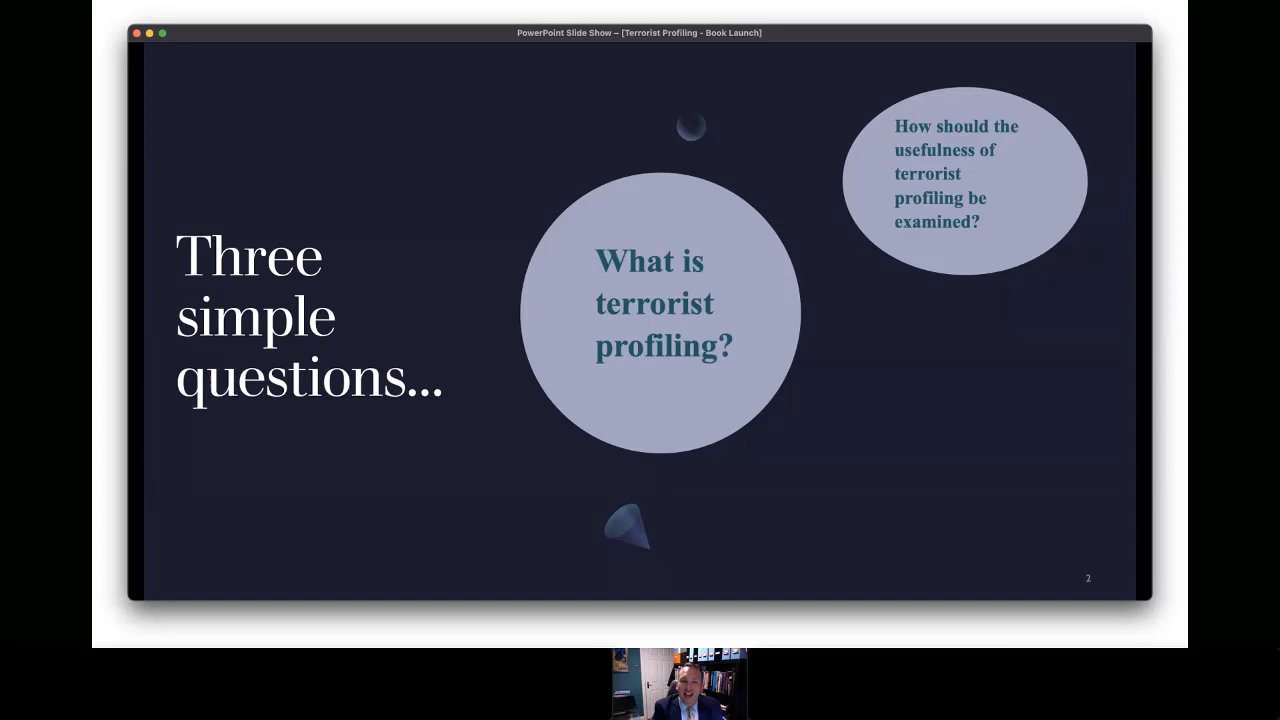 PowerPoint Slide Show – [Terrorist Profiling - Book Launch]
Three
simple
questions...
What is
terrorist
profiling?
How should the
usefulness of
terrorist
profiling be
examined?
2